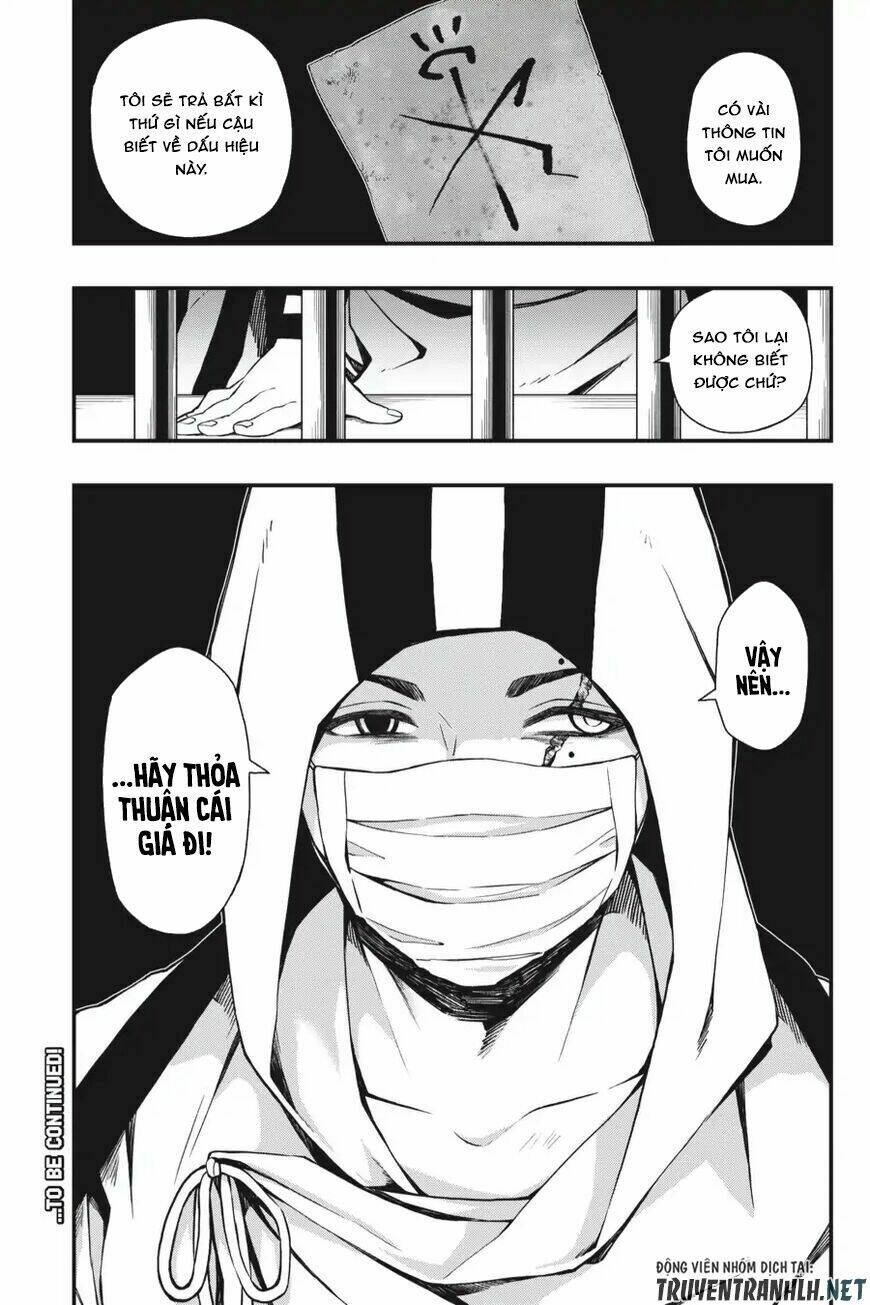 CÓ VÀI
THÔNG TIN
TÔI MUỐN
MUA.
TÔI SẼ TRẢ BẤT KÌ
THỨ GÌ NẾU CẬU
BIẾT VỀ DẤU HIỆU
NÀY.
SAO TÔI LẠI
KHÔNG BIẾT
ĐƯỢC CHỨ?
VẬY
NÊN...
...HÃY THỎA
THUẬN CÁI
GIÁ ĐI!
...TO BE CONTINUED!
ĐỘNG VIÊN NHÓM DỊCH TẠI:
TRUYENTRANHLH.NET